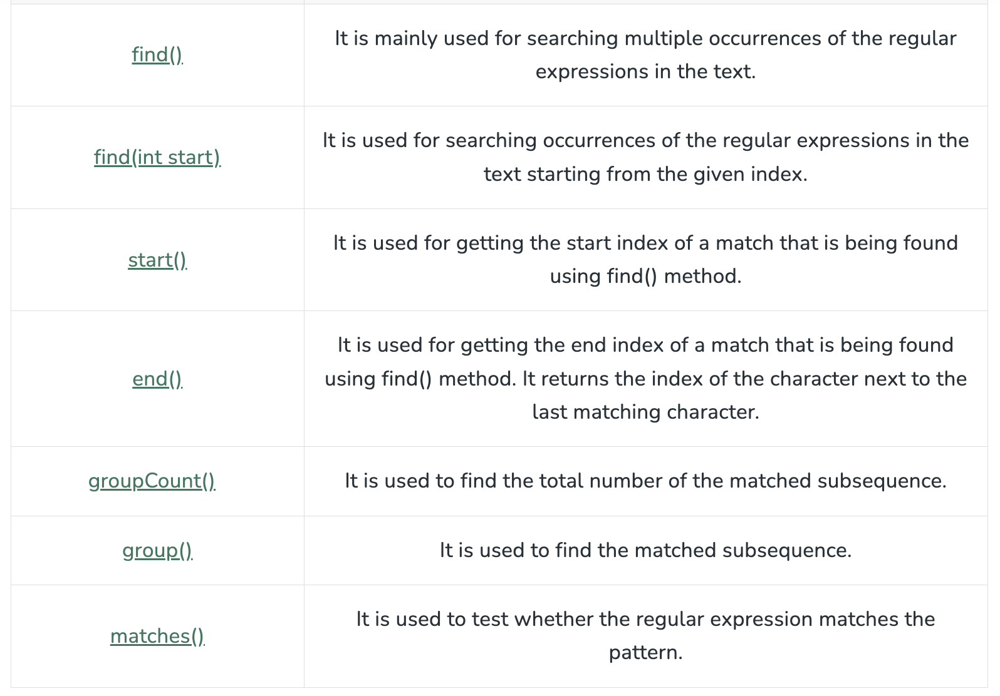 find()
It is mainly used for searching multiple occurrences of the regular
expressions in the text.
find(int start)
It is used for searching occurrences of the regular expressions in the
text starting from the given index.
start()
It is used for getting the start index of a match that is being found
using find() method.
end()
It is used for getting the end index of a match that is being found
using find() method. It returns the index of the character next to the
last matching character.
groupCount()
It is used to find the total number of the matched subsequence.
group()
It is used to find the matched subsequence.
matches()
It is used to test whether the regular expression matches the
pattern.